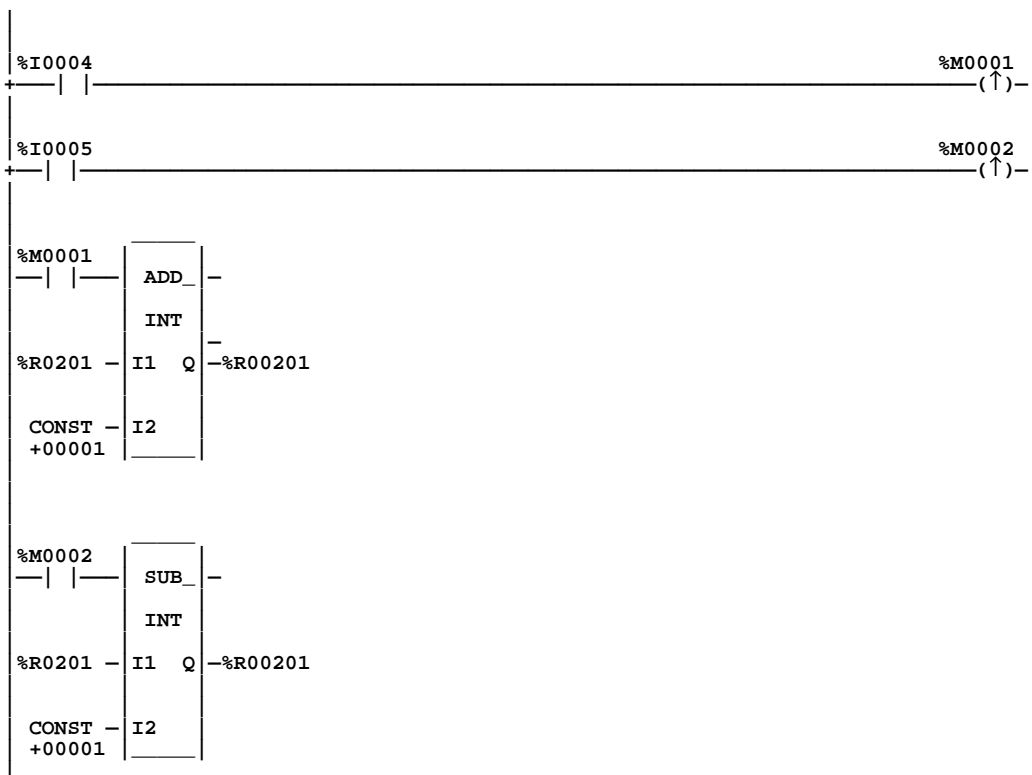 %I0004 %M0001
(↑)
%I0005 %M0002
(↑)
%M0001
ADD_
INT
%R0201 I1 Q %R00201
CONST I2
+00001
%M0002
SUB_
INT
%R0201 I1 Q %R00201
CONST I2
+00001